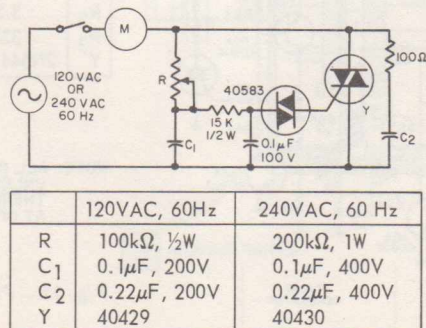 M
120 VAC
OR
240 VAC
60 Hz
R
40583
100Ω
15 K
1/2 W
Y
C1
0.1μF
100 V
C2
120VAC, 60Hz 240VAC, 60 Hz
R 100kΩ, ½W 200kΩ, 1W
C1 0.1μF, 200V 0.1μF, 400V
C2 0.22μF, 200V 0.22μF, 400V
Y 40429 40430